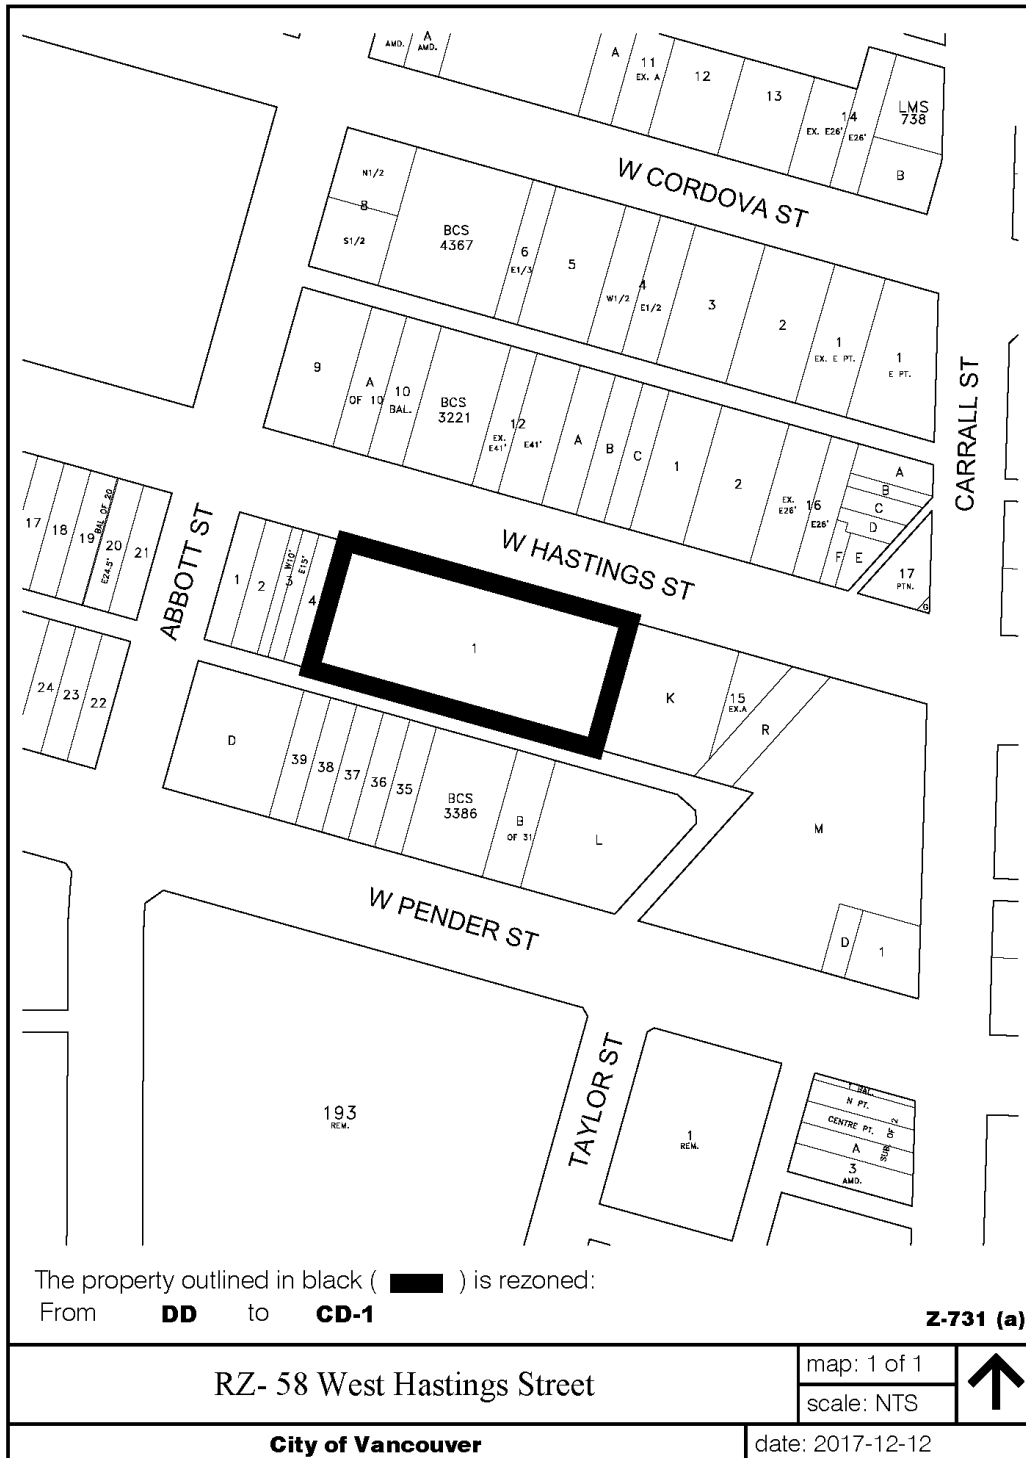 A
AMD.
AMD.
A
11
EX. A
12
13
14
EX. E26'
E26'
LMS
738
B
W CORDOVA ST
N1/2
8
S1/2
BCS
4367
6
E1/3
5
4
W1/2
E1/2
3
2
1
EX. E PT.
1
E PT.
CARRALL ST
9
A
OF 10
10
BAL.
BCS
3221
12
EX.
E41'
E41'
A
B
C
1
2
EX.
E26'
16
E26'
A
B
C
D
F
E
17
PTN.
G
W HASTINGS ST
17
18
19
BAL OF 20
20
E24.5'
21
ABBOTT ST
1
2
W10'
3
E15'
4
1
K
15
EX.A
R
M
24
23
22
D
39
38
37
36
35
BCS
3386
B
OF 31
L
D
1
W PENDER ST
193
REM.
TAYLOR ST
1
REM.
1 BAL.
N PT.
CENTRE PT.
SUB. OF 2
A
3
AMD.
The property outlined in black ( ) is rezoned:
From DD to CD-1
Z-731 (a)
RZ- 58 West Hastings Street
map: 1 of 1
scale: NTS
City of Vancouver
date: 2017-12-12